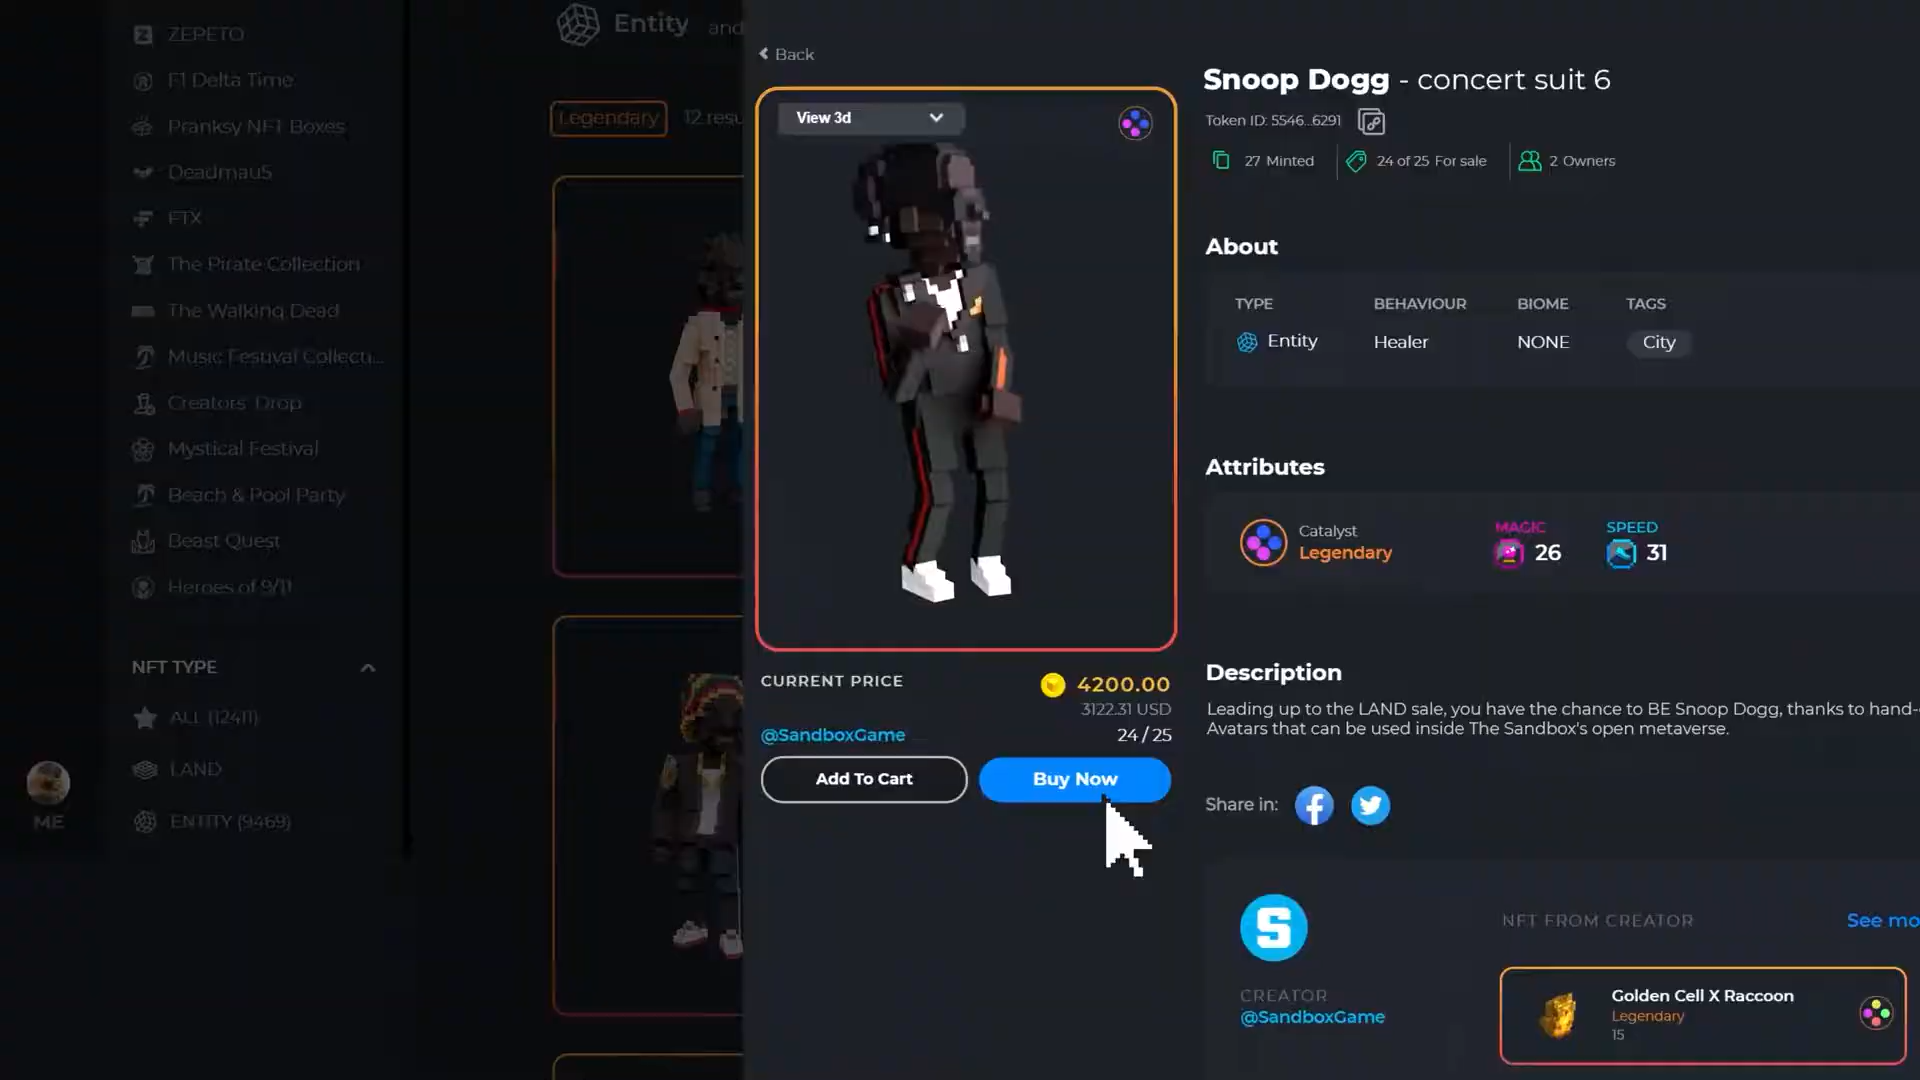 ZEPETO
F1 Delta Time
Pranksy NFT Boxes
Deadmau5
FTX
The Pirate Collection
The Walking Dead
Music Festival Collecti...
Creators' Drop
Mystical Festival
Beach & Pool Party
Beast Quest
Heroes of 9/11
NFT TYPE
ALL (12411)
LAND
ENTITY (9469)
ME
Entity and
Legendary 12 resu
Back
View 3d
CURRENT PRICE
4200.00
3122.31 USD
@SandboxGame
24 / 25
Add To Cart
Buy Now
Snoop Dogg - concert suit 6
Token ID: 5546...6291
27 Minted
24 of 25 For sale
2 Owners
About
TYPE BEHAVIOUR BIOME TAGS
Entity Healer NONE City
Attributes
Catalyst
Legendary
MAGIC
26
SPEED
31
Description
Leading up to the LAND sale, you have the chance to BE Snoop Dogg, thanks to hand-
Avatars that can be used inside The Sandbox's open metaverse.
Share in:
S
CREATOR
@SandboxGame
NFT FROM CREATOR
See mo
Golden Cell X Raccoon
Legendary
15